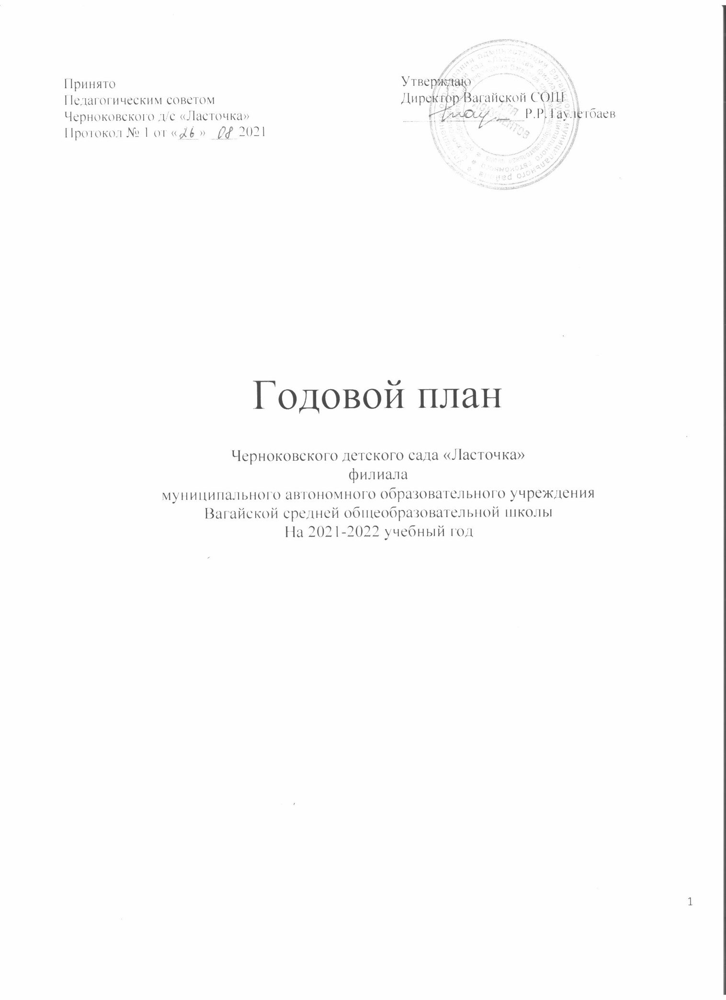 Принято
Педагогическим советом
Черноковского д/с «Ласточка»
Протокол № 1 от «26» 08 2021
Утверждаю
Директор Вагайской СОШ
Р.Р.Таулетбаев
ДЛЯ
ДОКУМЕНТОВ
Годовой план
Черноковского детского сада «Ласточка»
филиала
муниципального автономного образовательного учреждения
Вагайской средней общеобразовательной школы
На 2021-2022 учебный год
1